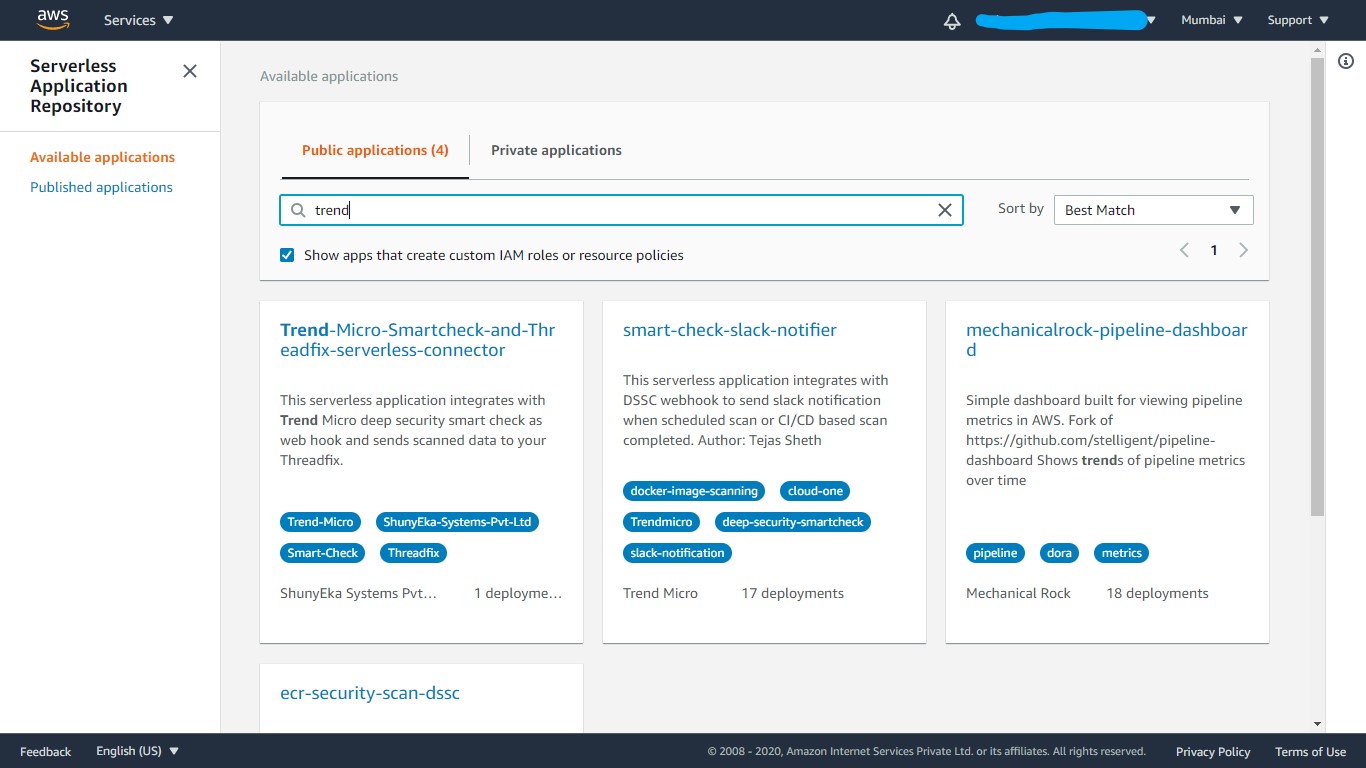 aws
Services
Mumbai
Support
Serverless
Application
Repository
Available applications
Published applications
Available applications
Public applications (4)
Private applications
trend
Sort by
Best Match
Show apps that create custom IAM roles or resource policies
1
Trend-Micro-Smartcheck-and-Thr
eadfix-serverless-connector
This serverless application integrates with
Trend Micro deep security smart check as
web hook and sends scanned data to your
Threadfix.
Trend-Micro
ShunyEka-Systems-Pvt-Ltd
Smart-Check
Threadfix
ShunyEka Systems Pvt…
1 deployme…
smart-check-slack-notifier
This serverless application integrates with
DSSC webhook to send slack notification
when scheduled scan or CI/CD based scan
completed. Author: Tejas Sheth
docker-image-scanning
cloud-one
Trendmicro
deep-security-smartcheck
slack-notification
Trend Micro
17 deployments
mechanicalrock-pipeline-dashboar
d
Simple dashboard built for viewing pipeline
metrics in AWS. Fork of
https://github.com/stelligent/pipeline-
dashboard Shows trends of pipeline metrics
over time
pipeline
dora
metrics
Mechanical Rock
18 deployments
ecr-security-scan-dssc
Feedback
English (US)
© 2008 - 2020, Amazon Internet Services Private Ltd. or its affiliates. All rights reserved.
Privacy Policy
Terms of Use